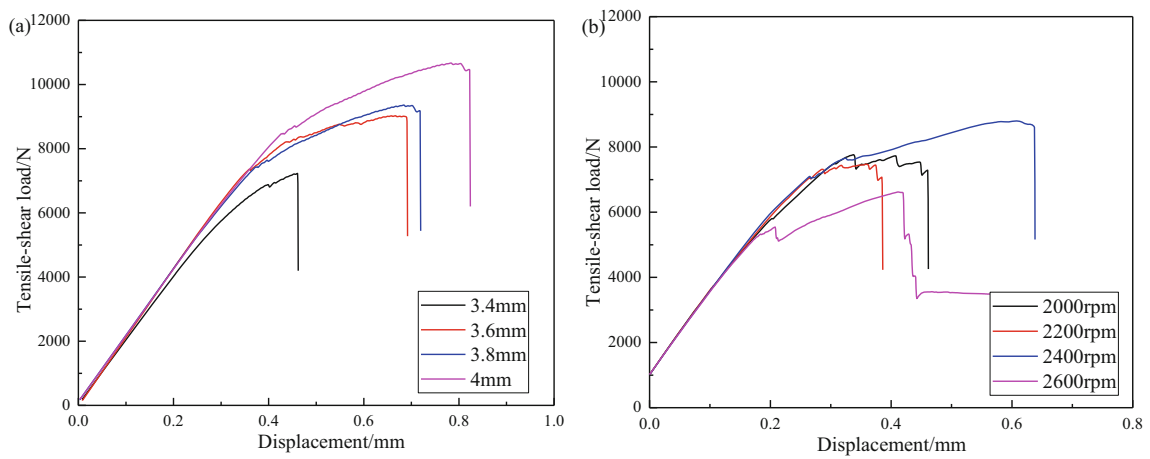 (a)
12000
10000
8000
6000
4000
2000
0
Tensile-shear load/N
0.0 0.2 0.4 0.6 0.8 1.0
Displacement/mm
3.4mm
3.6mm
3.8mm
4mm
(b)
12000
10000
8000
6000
4000
2000
0
Tensile-shear load/N
0.0 0.2 0.4 0.6 0.8
Displacement/mm
2000rpm
2200rpm
2400rpm
2600rpm